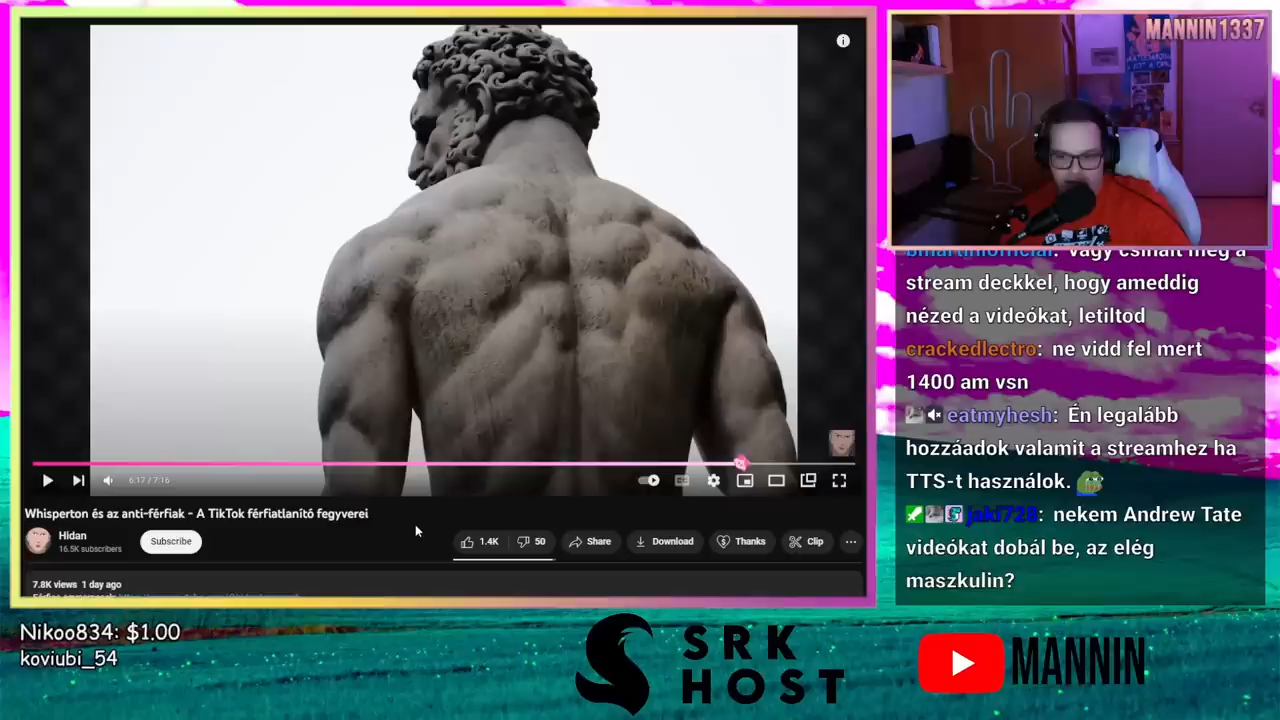 MANNIN1337
bmartinofficial: vagy csinált meg a
stream deckkel, hogy ameddig
nézed a videókat, letiltod
crackedlectro: ne vidd fel mert
1400 am vsn
eatmyhesh: Én legalább
hozzáadok valamit a streamhez ha
TTS-t használok.
jaki728: nekem Andrew Tate
videókat dobál be, az elég
maszkulin?
6:17 / 7:16
Whisperton és az anti-férfiak - A TikTok férfiatlanító fegyverei
Hidan
16.5K subscribers
Subscribe
1.4K
50
Share
Download
Thanks
Clip
7.8K views 1 day ago
Nikoo834: $1.00
koviubi_54
SRK
HOST
MANNIN